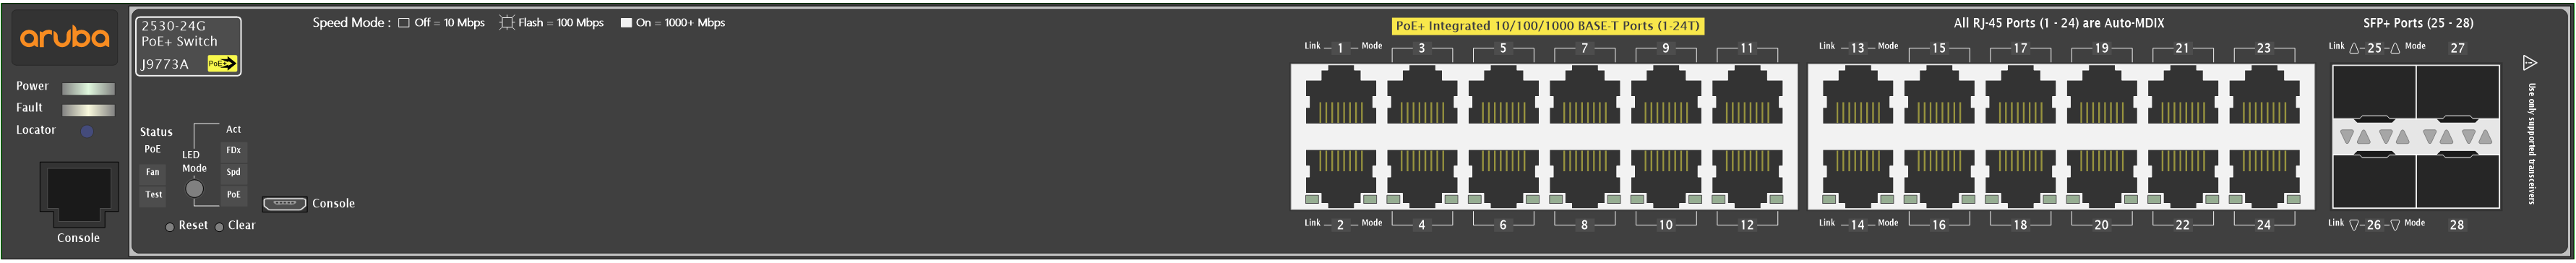 aruba
Power
Fault
Locator
Console
2530-24G
PoE+ Switch
J9773A PoE+
Speed Mode : Off = 10 Mbps Flash = 100 Mbps On = 1000+ Mbps
Status
PoE
Fan
Test
LED
Mode
Act
FDx
Spd
PoE
Reset Clear
Console
PoE+ Integrated 10/100/1000 BASE-T Ports (1-24T)
All RJ-45 Ports (1 - 24) are Auto-MDIX
SFP+ Ports (25 - 28)
Link 1 Mode 3 5 7 9 11
Link 13 Mode 15 17 19 21 23
Link 25 Mode 27
Link 2 Mode 4 6 8 10 12
Link 14 Mode 16 18 20 22 24
Link 26 Mode 28
Use only supported transceivers